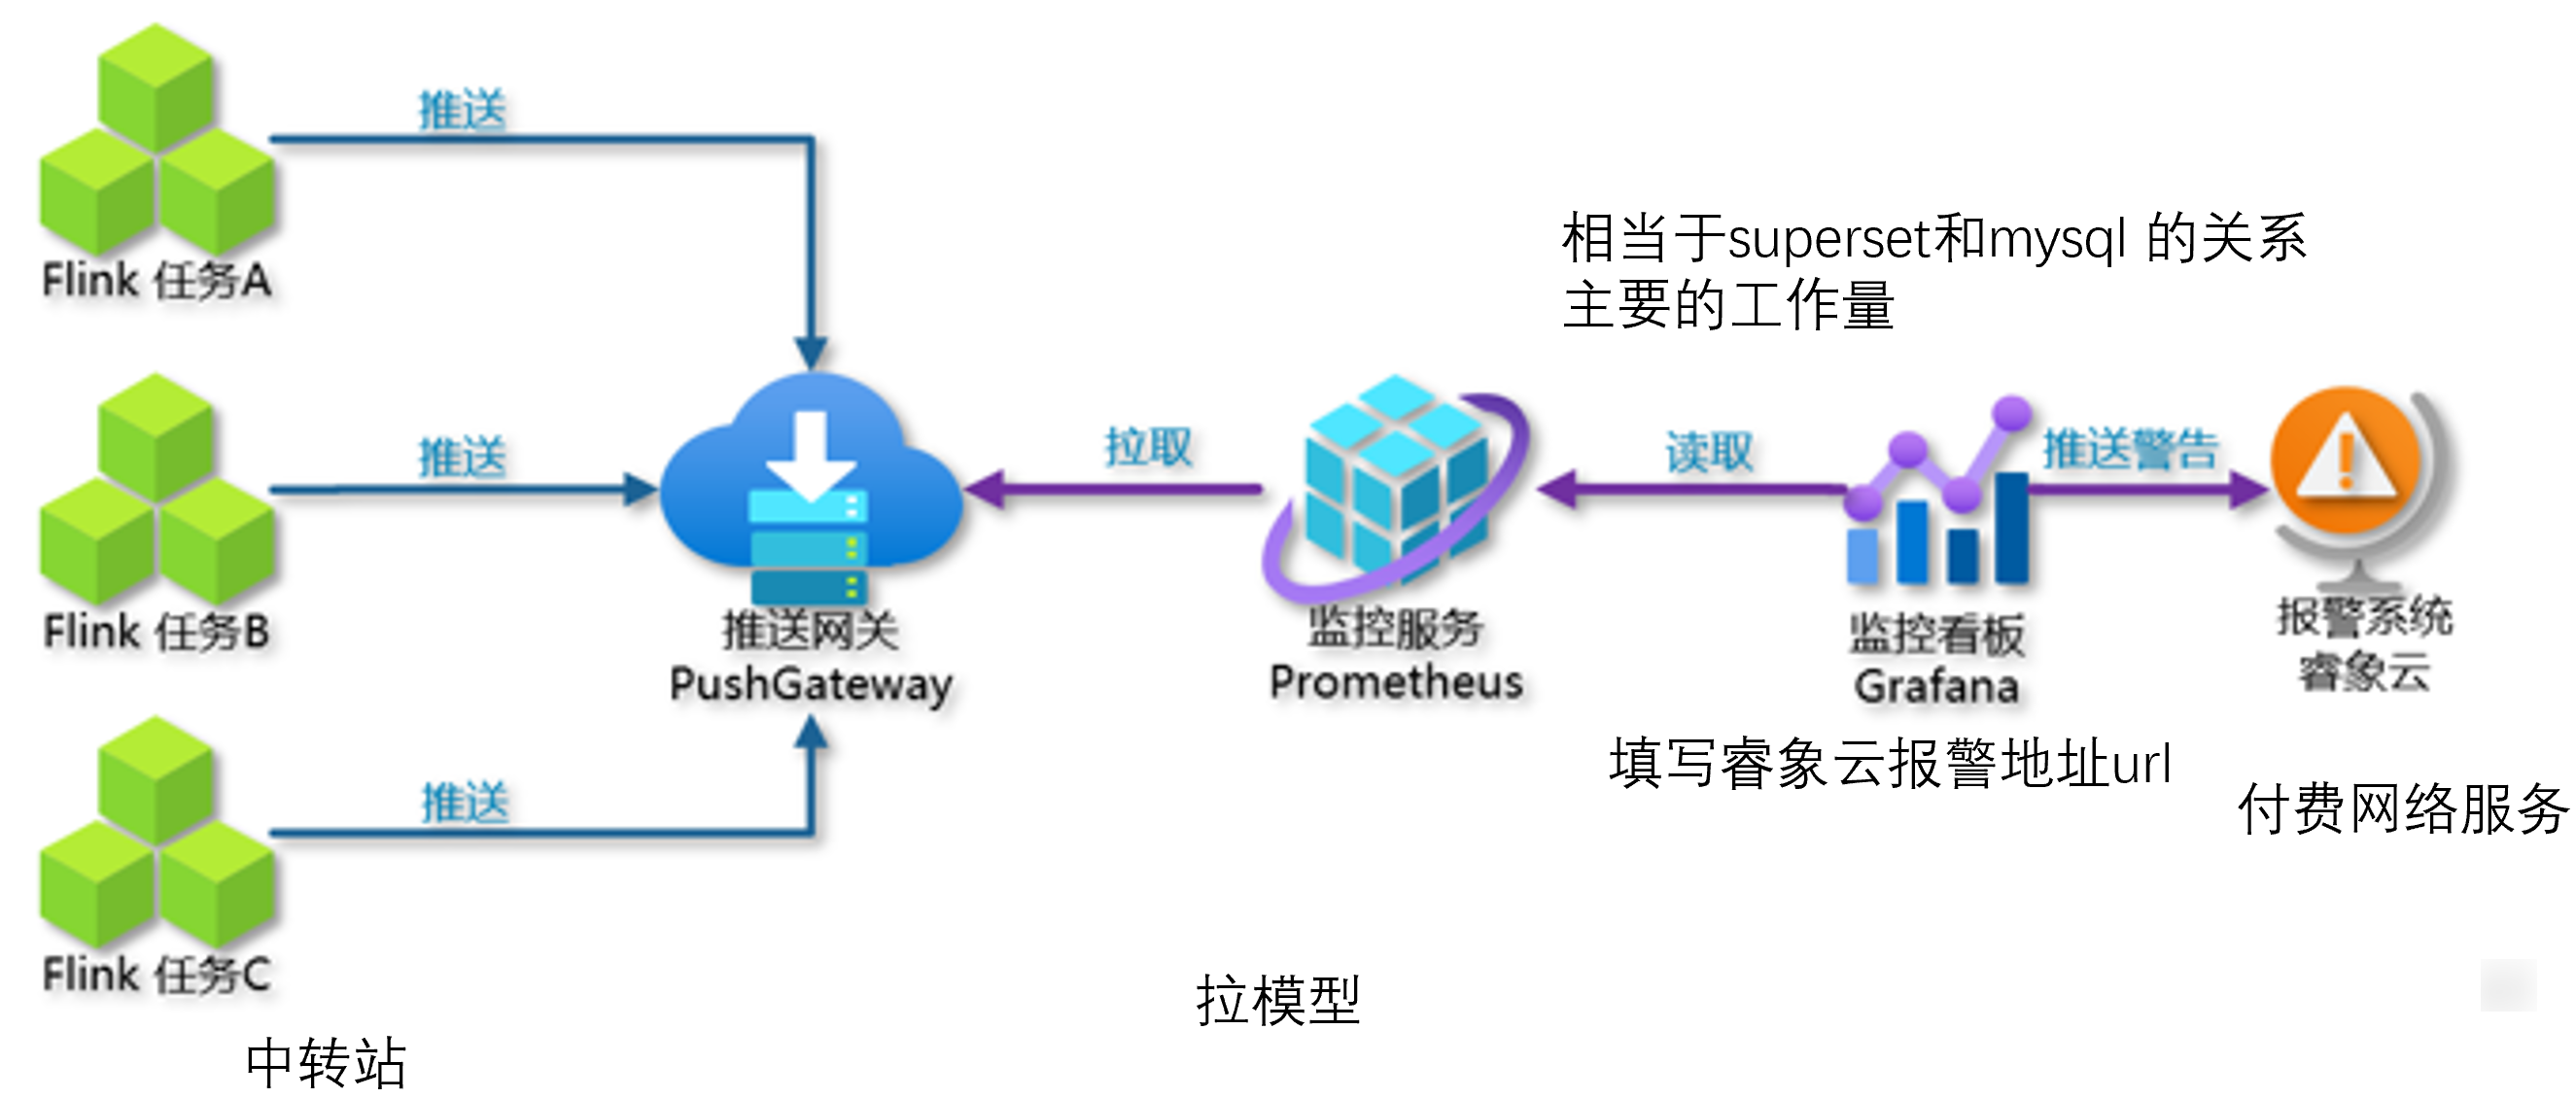 推送
Flink 任务A
相当于superset和mysql 的关系
主要的工作量
推送
拉取
读取
推送警告
Flink 任务B
推送网关
PushGateway
监控服务
Prometheus
监控看板
Grafana
报警系统
睿象云
填写睿象云报警地址url
付费网络服务
推送
Flink 任务C
拉模型
中转站